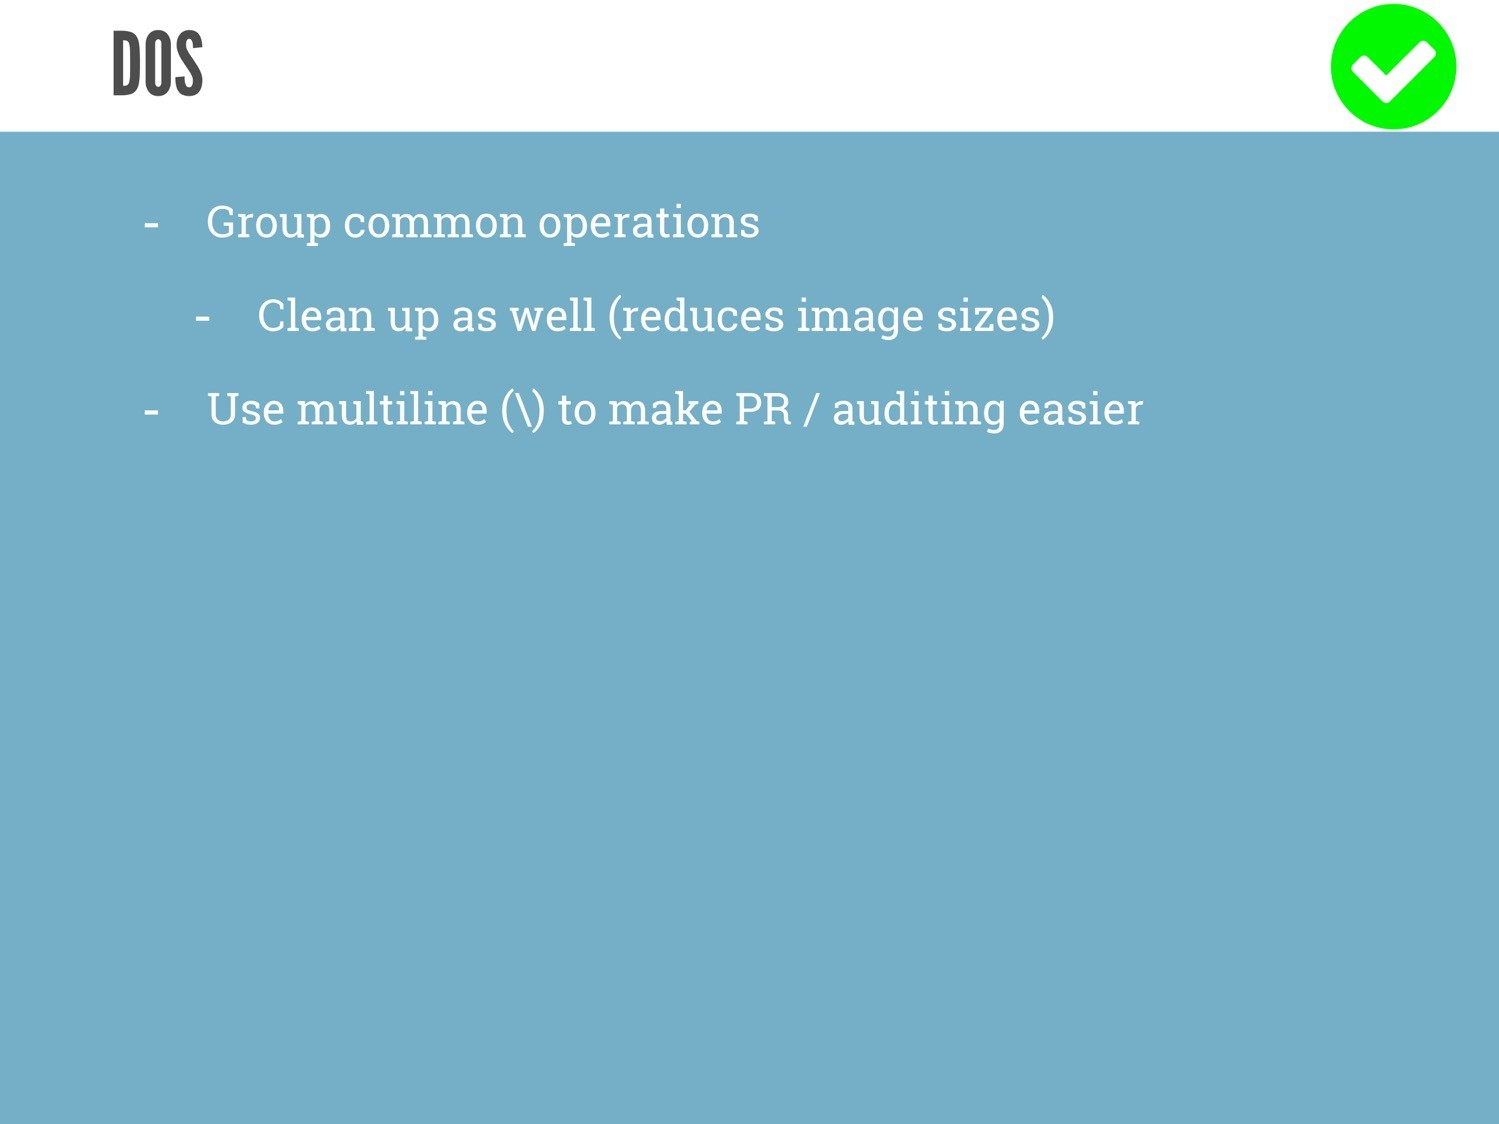 DOS
- Group common operations
- Clean up as well (reduces image sizes)
- Use multiline (\) to make PR / auditing easier